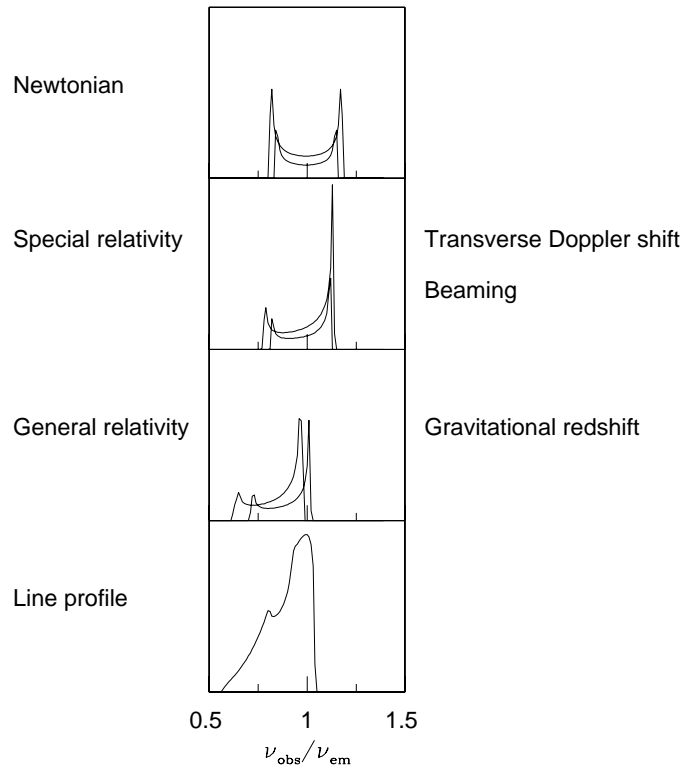 Newtonian
Special relativity
Transverse Doppler shift
Beaming
General relativity
Gravitational redshift
Line profile
0.5 1 1.5
ν_obs/ν_em